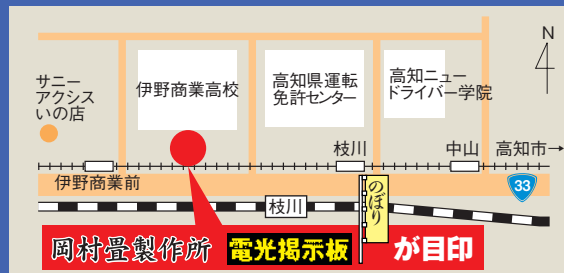 N
サニー
アクシス
いの店
伊野商業高校
高知県運転
免許センター
高知ニュー
ドライバー学院
枝川
中山
高知市→
伊野商業前
33
枝川
のぼり
岡村畳製作所 電光掲示板 が目印